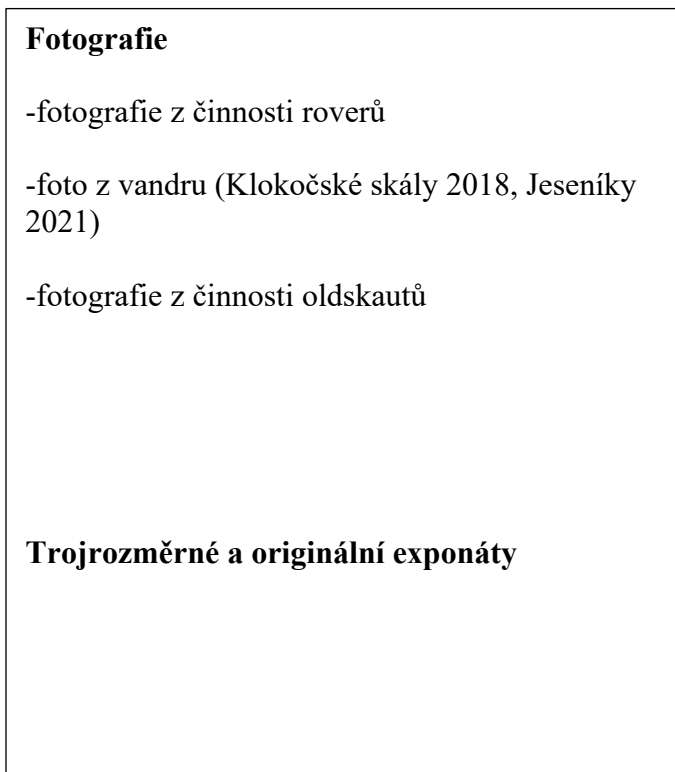 Fotografie
-fotografie z činnosti roverů
-foto z vandru (Klokočské skály 2018, Jeseníky
2021)
-fotografie z činnosti oldskautů
Trojrozměrné a originální exponáty